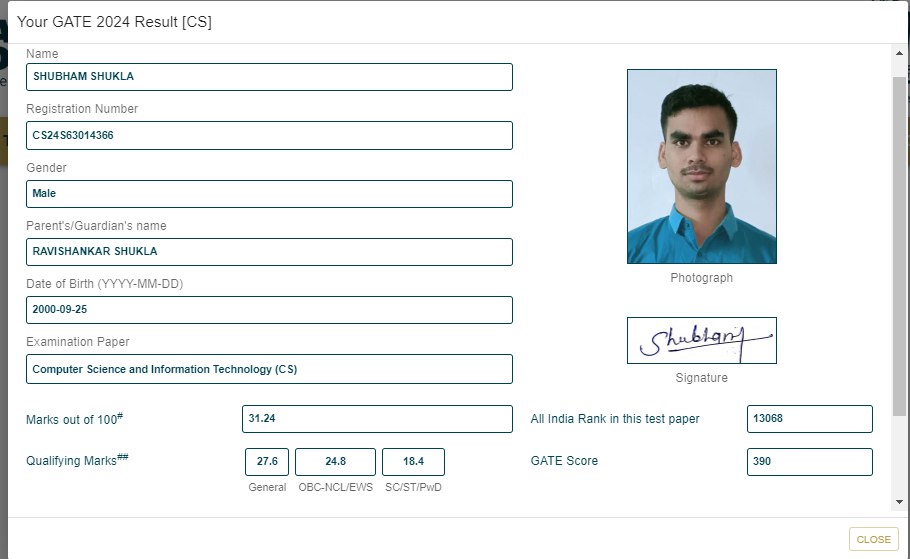 Your GATE 2024 Result [CS]
Name
SHUBHAM SHUKLA
Registration Number
CS24S63014366
Gender
Male
Parent's/Guardian's name
RAVISHANKAR SHUKLA
Date of Birth (YYYY-MM-DD)
2000-09-25
Examination Paper
Computer Science and Information Technology (CS)
Photograph
Shubham
Signature
Marks out of 100# 31.24 All India Rank in this test paper 13068
Qualifying Marks## 27.6 24.8 18.4 GATE Score 390
General OBC-NCL/EWS SC/ST/PwD
CLOSE